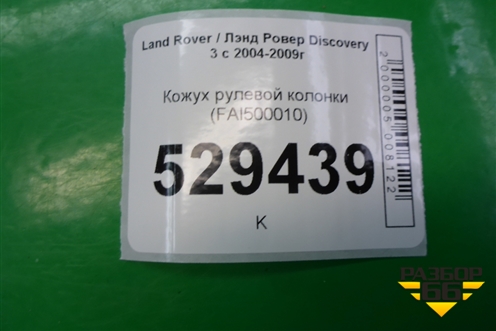 Land Rover / Лэнд Ровер Discovery
3 с 2004-2009г
Кожух рулевой колонки
(FAI500010)
529439
К
2000005008122
РАЗБОР
66